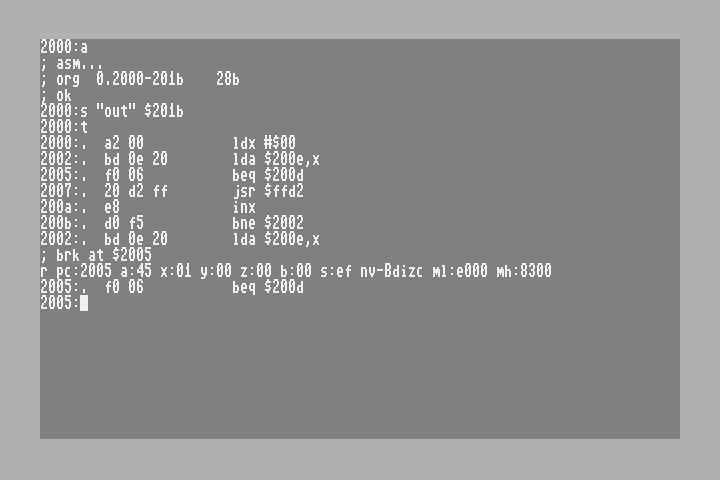 2000:a
; asm...
; org  0.2000-201b    28b
; ok
2000:s "out" $201b
2000:t
2000:.  a2 00           ldx #$00
2002:.  bd 0e 20        lda $200e,x
2005:.  f0 06           beq $200d
2007:.  20 d2 ff        jsr $ffd2
200a:.  e8              inx
200b:.  d0 f5           bne $2002
2002:.  bd 0e 20        lda $200e,x
; brk at $2005
r pc:2005 a:45 x:01 y:00 z:00 b:00 s:ef nv-Bdizc ml:e000 mh:8300
2005:.  f0 06           beq $200d
2005: